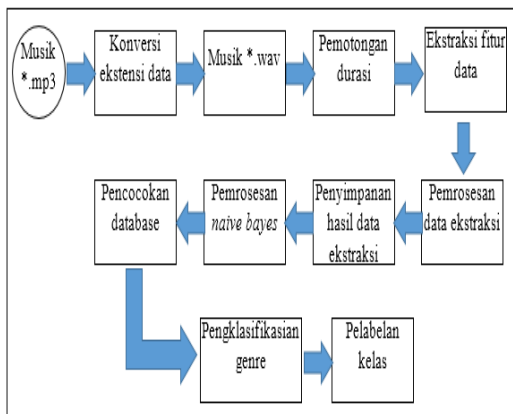 Musik
*.mp3
Konversi
ekstensi data
Musik *.wav
Pemotongan
durasi
Ekstraksi fitur
data
Pemrosesan
data ekstraksi
Penyimpanan
hasil data
ekstraksi
Pemrosesan
naive bayes
Pencocokan
database
Pengklasifikasian
genre
Pelabelan
kelas